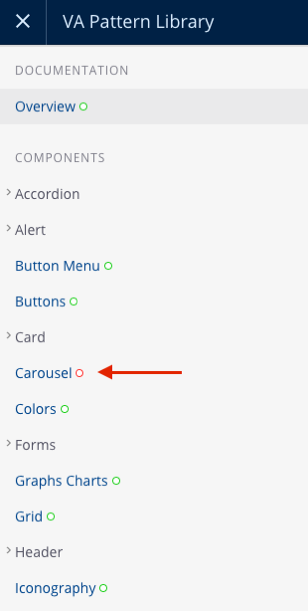 VA Pattern Library
DOCUMENTATION
Overview
COMPONENTS
Accordion
Alert
Button Menu
Buttons
Card
Carousel
Colors
Forms
Graphs Charts
Grid
Header
Iconography